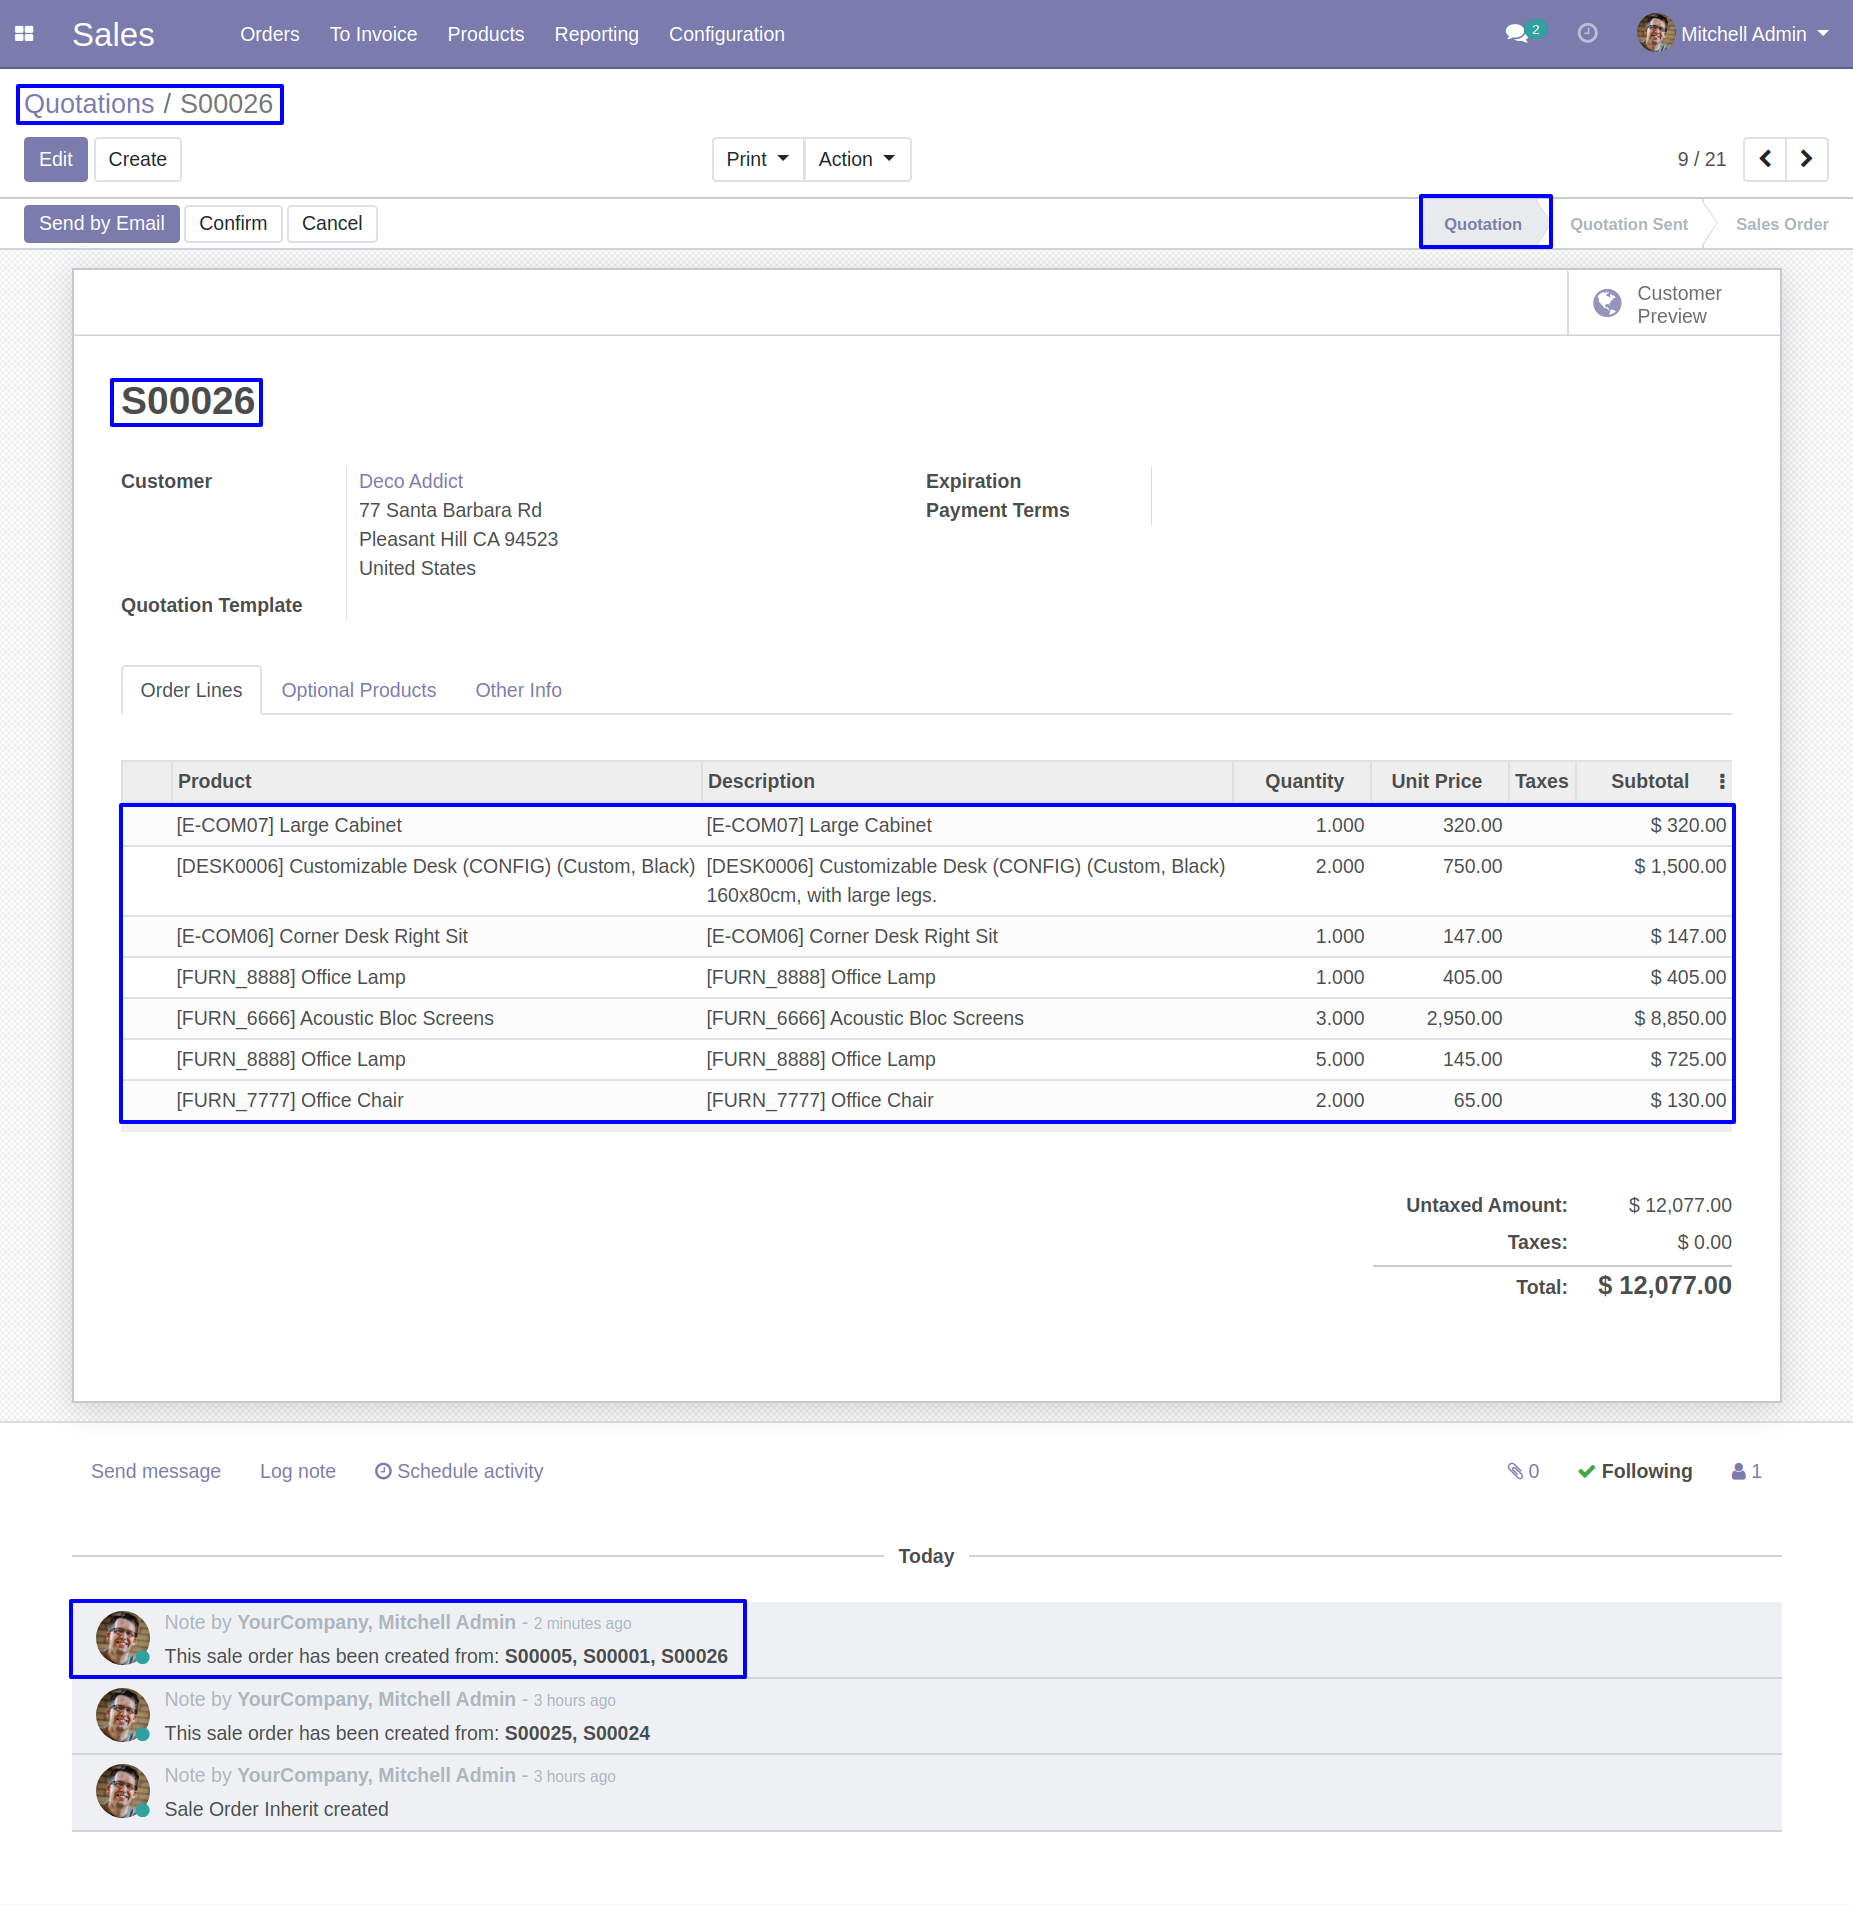 Sales Orders To Invoice Products Reporting Configuration 2 Mitchell Admin
Quotations / S00026
Edit Create Print Action 9 / 21
Send by Email Confirm Cancel Quotation Quotation Sent Sales Order
Customer
Preview
S00026
Customer Deco Addict Expiration
77 Santa Barbara Rd Payment Terms
Pleasant Hill CA 94523
United States
Quotation Template
Order Lines Optional Products Other Info
Product Description Quantity Unit Price Taxes Subtotal
[E-COM07] Large Cabinet [E-COM07] Large Cabinet 1.000 320.00 $ 320.00
[DESK0006] Customizable Desk (CONFIG) (Custom, Black) [DESK0006] Customizable Desk (CONFIG) (Custom, Black) 2.000 750.00 $ 1,500.00
160x80cm, with large legs.
[E-COM06] Corner Desk Right Sit [E-COM06] Corner Desk Right Sit 1.000 147.00 $ 147.00
[FURN_8888] Office Lamp [FURN_8888] Office Lamp 1.000 405.00 $ 405.00
[FURN_6666] Acoustic Bloc Screens [FURN_6666] Acoustic Bloc Screens 3.000 2,950.00 $ 8,850.00
[FURN_8888] Office Lamp [FURN_8888] Office Lamp 5.000 145.00 $ 725.00
[FURN_7777] Office Chair [FURN_7777] Office Chair 2.000 65.00 $ 130.00
Untaxed Amount: $ 12,077.00
Taxes: $ 0.00
Total: $ 12,077.00
Send message Log note Schedule activity 0 Following 1
Today
Note by YourCompany, Mitchell Admin - 2 minutes ago
This sale order has been created from: S00005, S00001, S00026
Note by YourCompany, Mitchell Admin - 3 hours ago
This sale order has been created from: S00025, S00024
Note by YourCompany, Mitchell Admin - 3 hours ago
Sale Order Inherit created